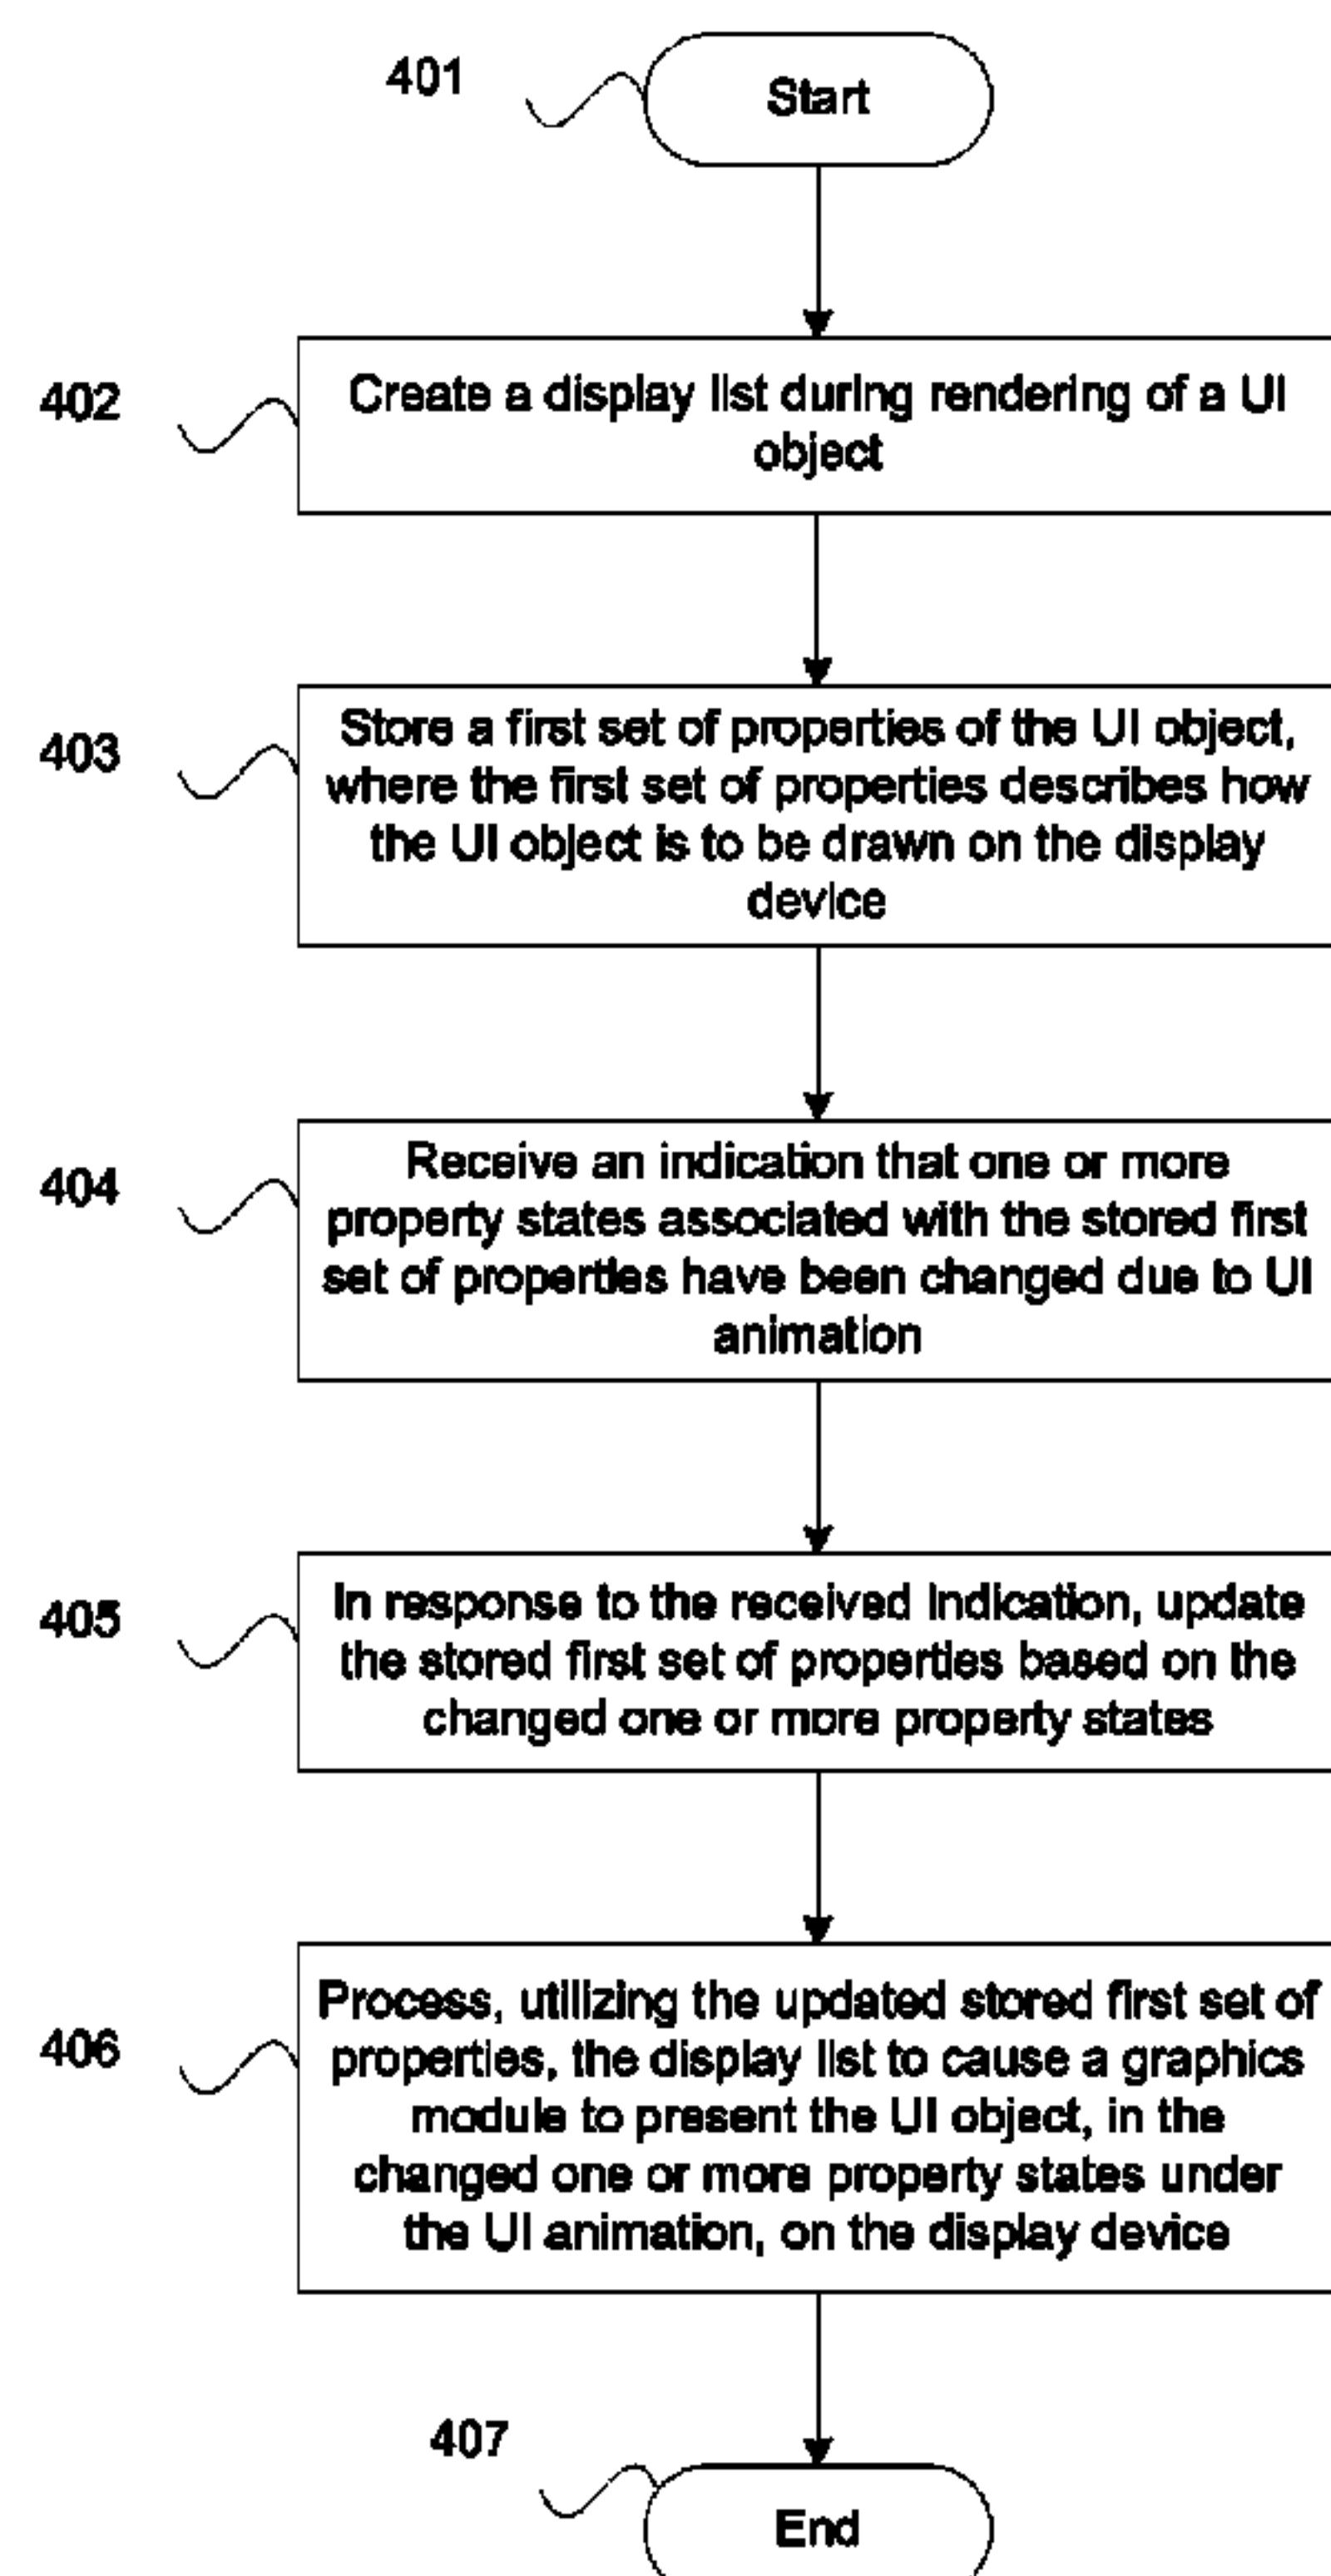 401
Start
402
Create a display list during rendering of a UI
object
403
Store a first set of properties of the UI object,
where the first set of properties describes how
the UI object is to be drawn on the display
device
404
Receive an indication that one or more
property states associated with the stored first
set of properties have been changed due to UI
animation
405
In response to the received indication, update
the stored first set of properties based on the
changed one or more property states
406
Process, utilizing the updated stored first set of
properties, the display list to cause a graphics
module to present the UI object, in the
changed one or more property states under
the UI animation, on the display device
407
End